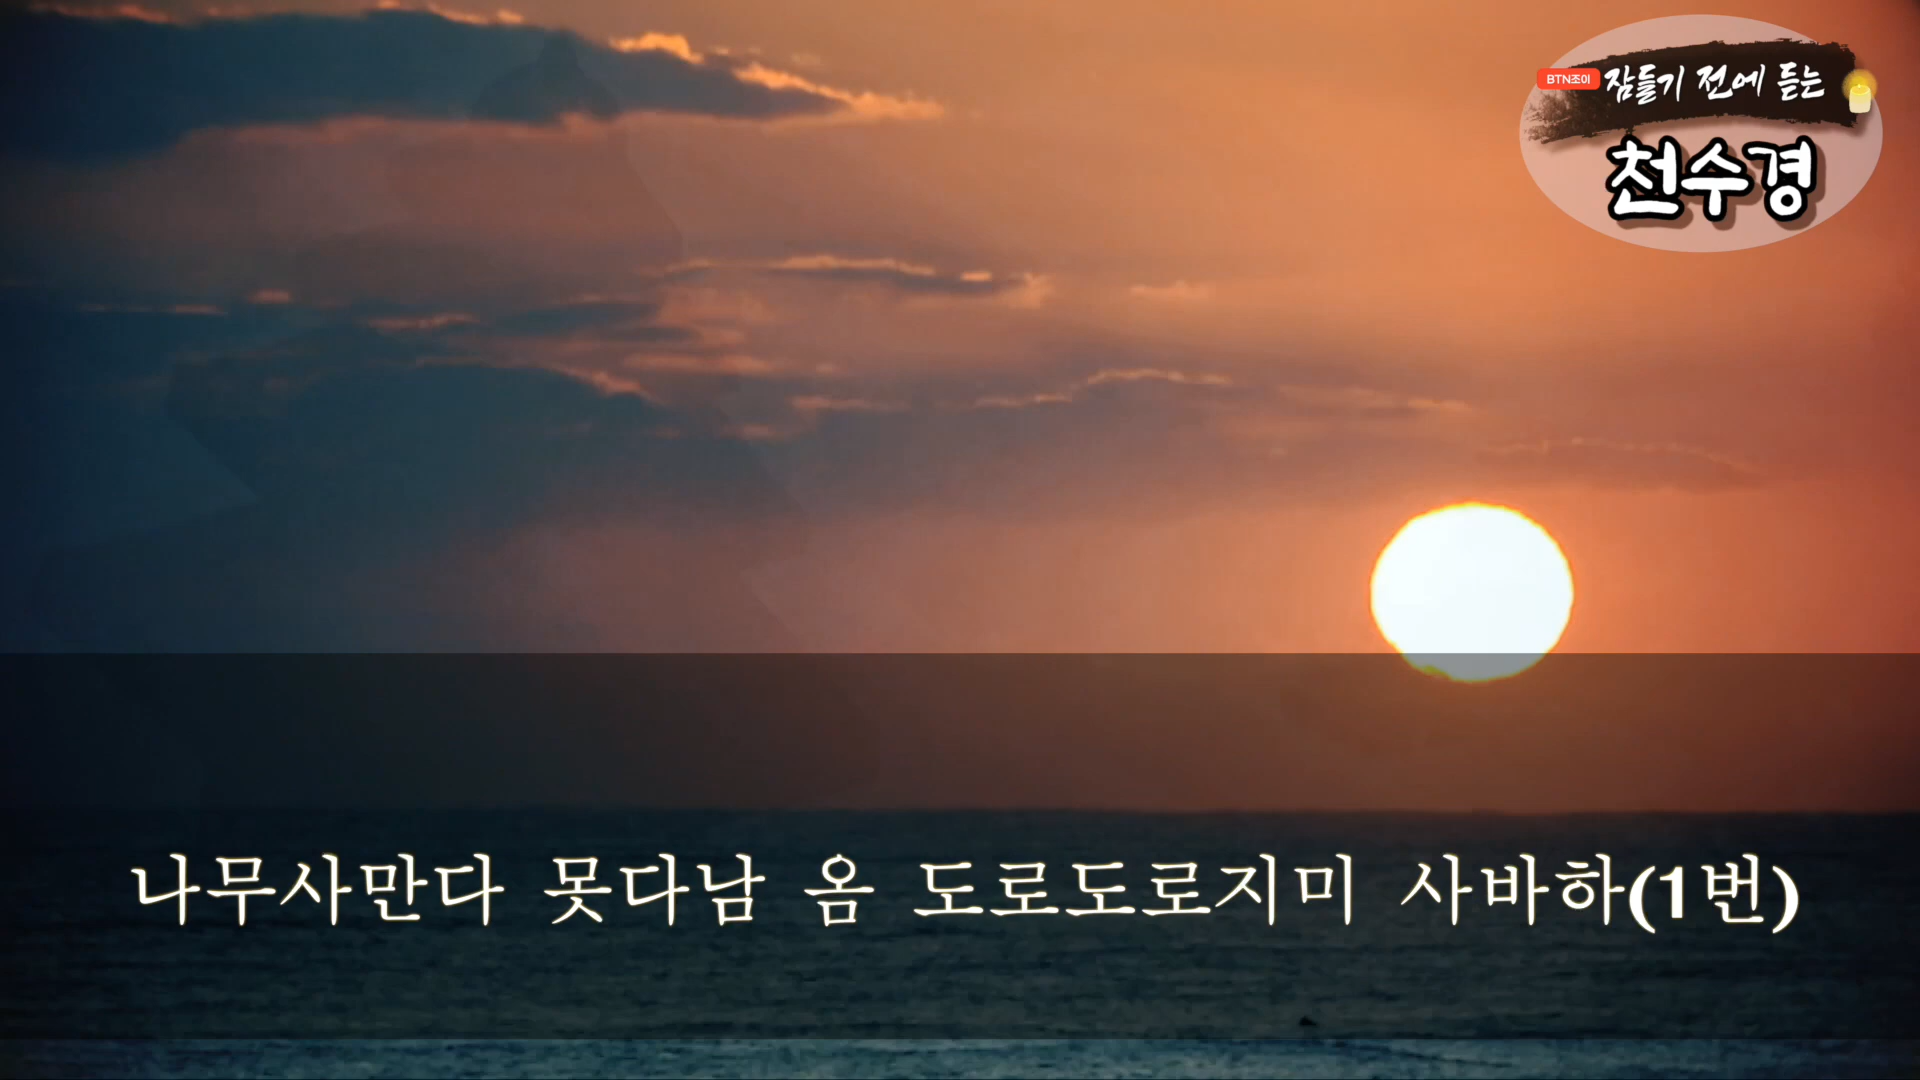 BTN조이
잠들기 전에 듣는
천수경
나무사만다 못다남 옴 도로도로지미 사바하(1번)